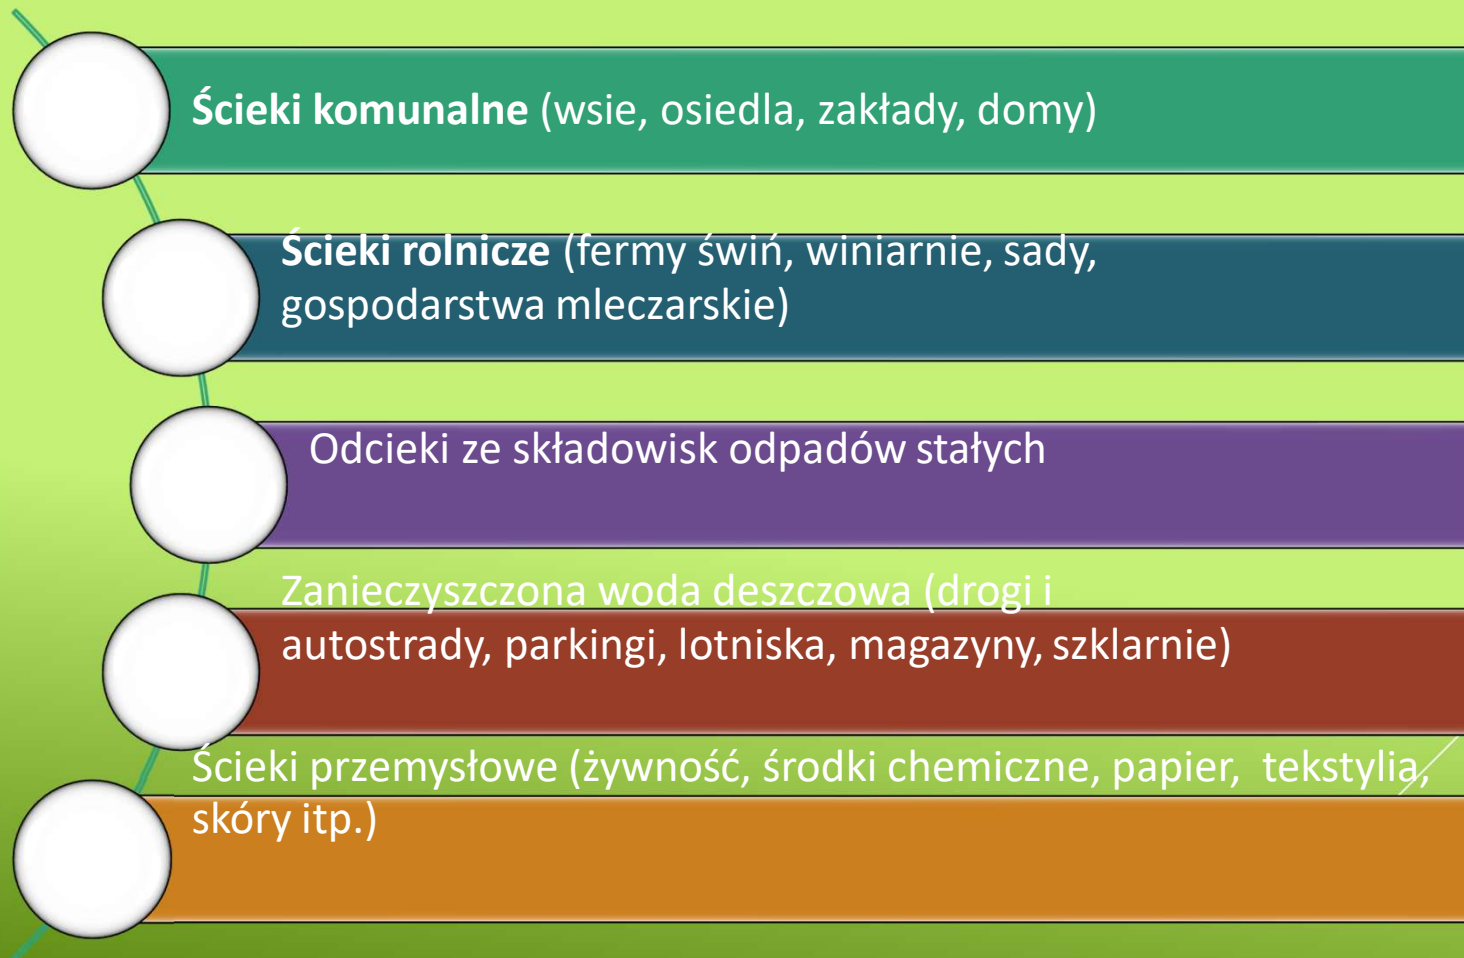 Ścieki komunalne (wsie, osiedla, zakłady, domy)
Ścieki rolnicze (fermy świń, winiarnie, sady,
gospodarstwa mleczarskie)
Odcieki ze składowisk odpadów stałych
Zanieczyszczona woda deszczowa (drogi i
autostrady, parkingi, lotniska, magazyny, szklarnie)
Ścieki przemysłowe (żywność, środki chemiczne, papier, tekstylia,
skóry itp.)